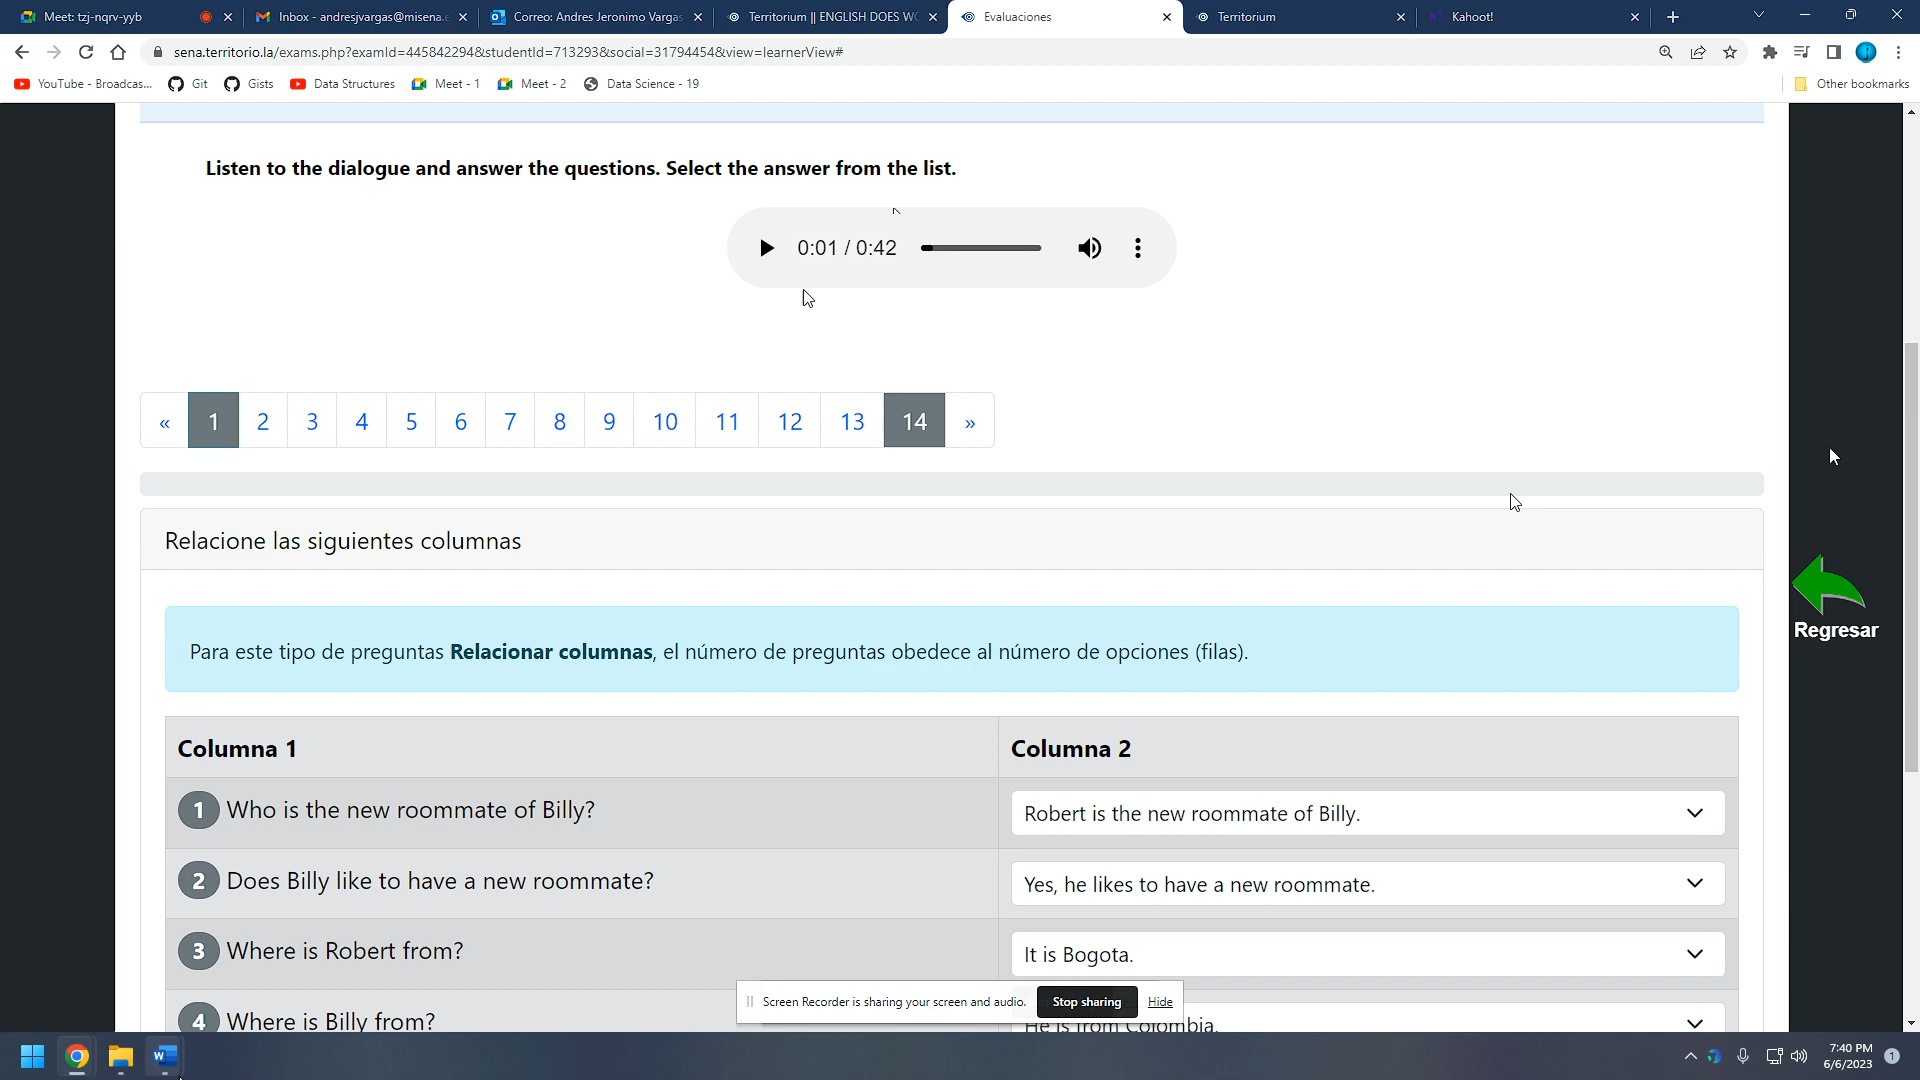 Meet: tzj-nqrv-yyb
Inbox - andresjvargas@misena.e
Correo: Andres Jeronimo Vargas
Territorium || ENGLISH DOES WO
Evaluaciones
Territorium
Kahoot!
sena.territorio.la/exams.php?examId=445842294&studentId=713293&social=31794454&view=learnerView#
YouTube - Broadcas...
Git
Gists
Data Structures
Meet - 1
Meet - 2
Data Science - 19
Other bookmarks
Listen to the dialogue and answer the questions. Select the answer from the list.
0:01 / 0:42
« 1 2 3 4 5 6 7 8 9 10 11 12 13 14 »
Relacione las siguientes columnas
Regresar
Para este tipo de preguntas Relacionar columnas, el número de preguntas obedece al número de opciones (filas).
Columna 1
Columna 2
1 Who is the new roommate of Billy?
Robert is the new roommate of Billy.
2 Does Billy like to have a new roommate?
Yes, he likes to have a new roommate.
3 Where is Robert from?
It is Bogota.
4 Where is Billy from?
He is from Colombia.
Screen Recorder is sharing your screen and audio.
Stop sharing
Hide
7:40 PM
6/6/2023
1